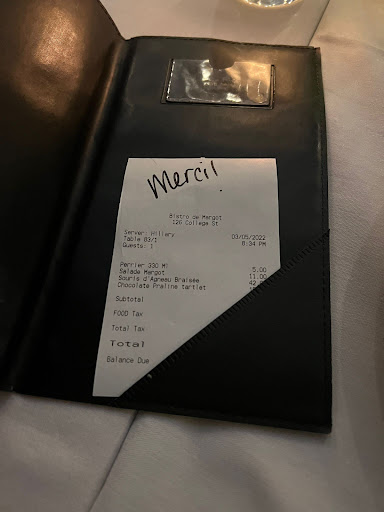 Merci!
Bistro de Margot
126 College St
Server: Hillery 03/05/2022
Table 83/1 8:34 PM
Guests: 1
Perrier 330 Ml 5.00
Salade Margot 11.00
Souris d'Agneau Braisee 42.
Chocolate Praline tartlet
Subtotal
FOOD Tax
Total Tax
Total
Balance Due